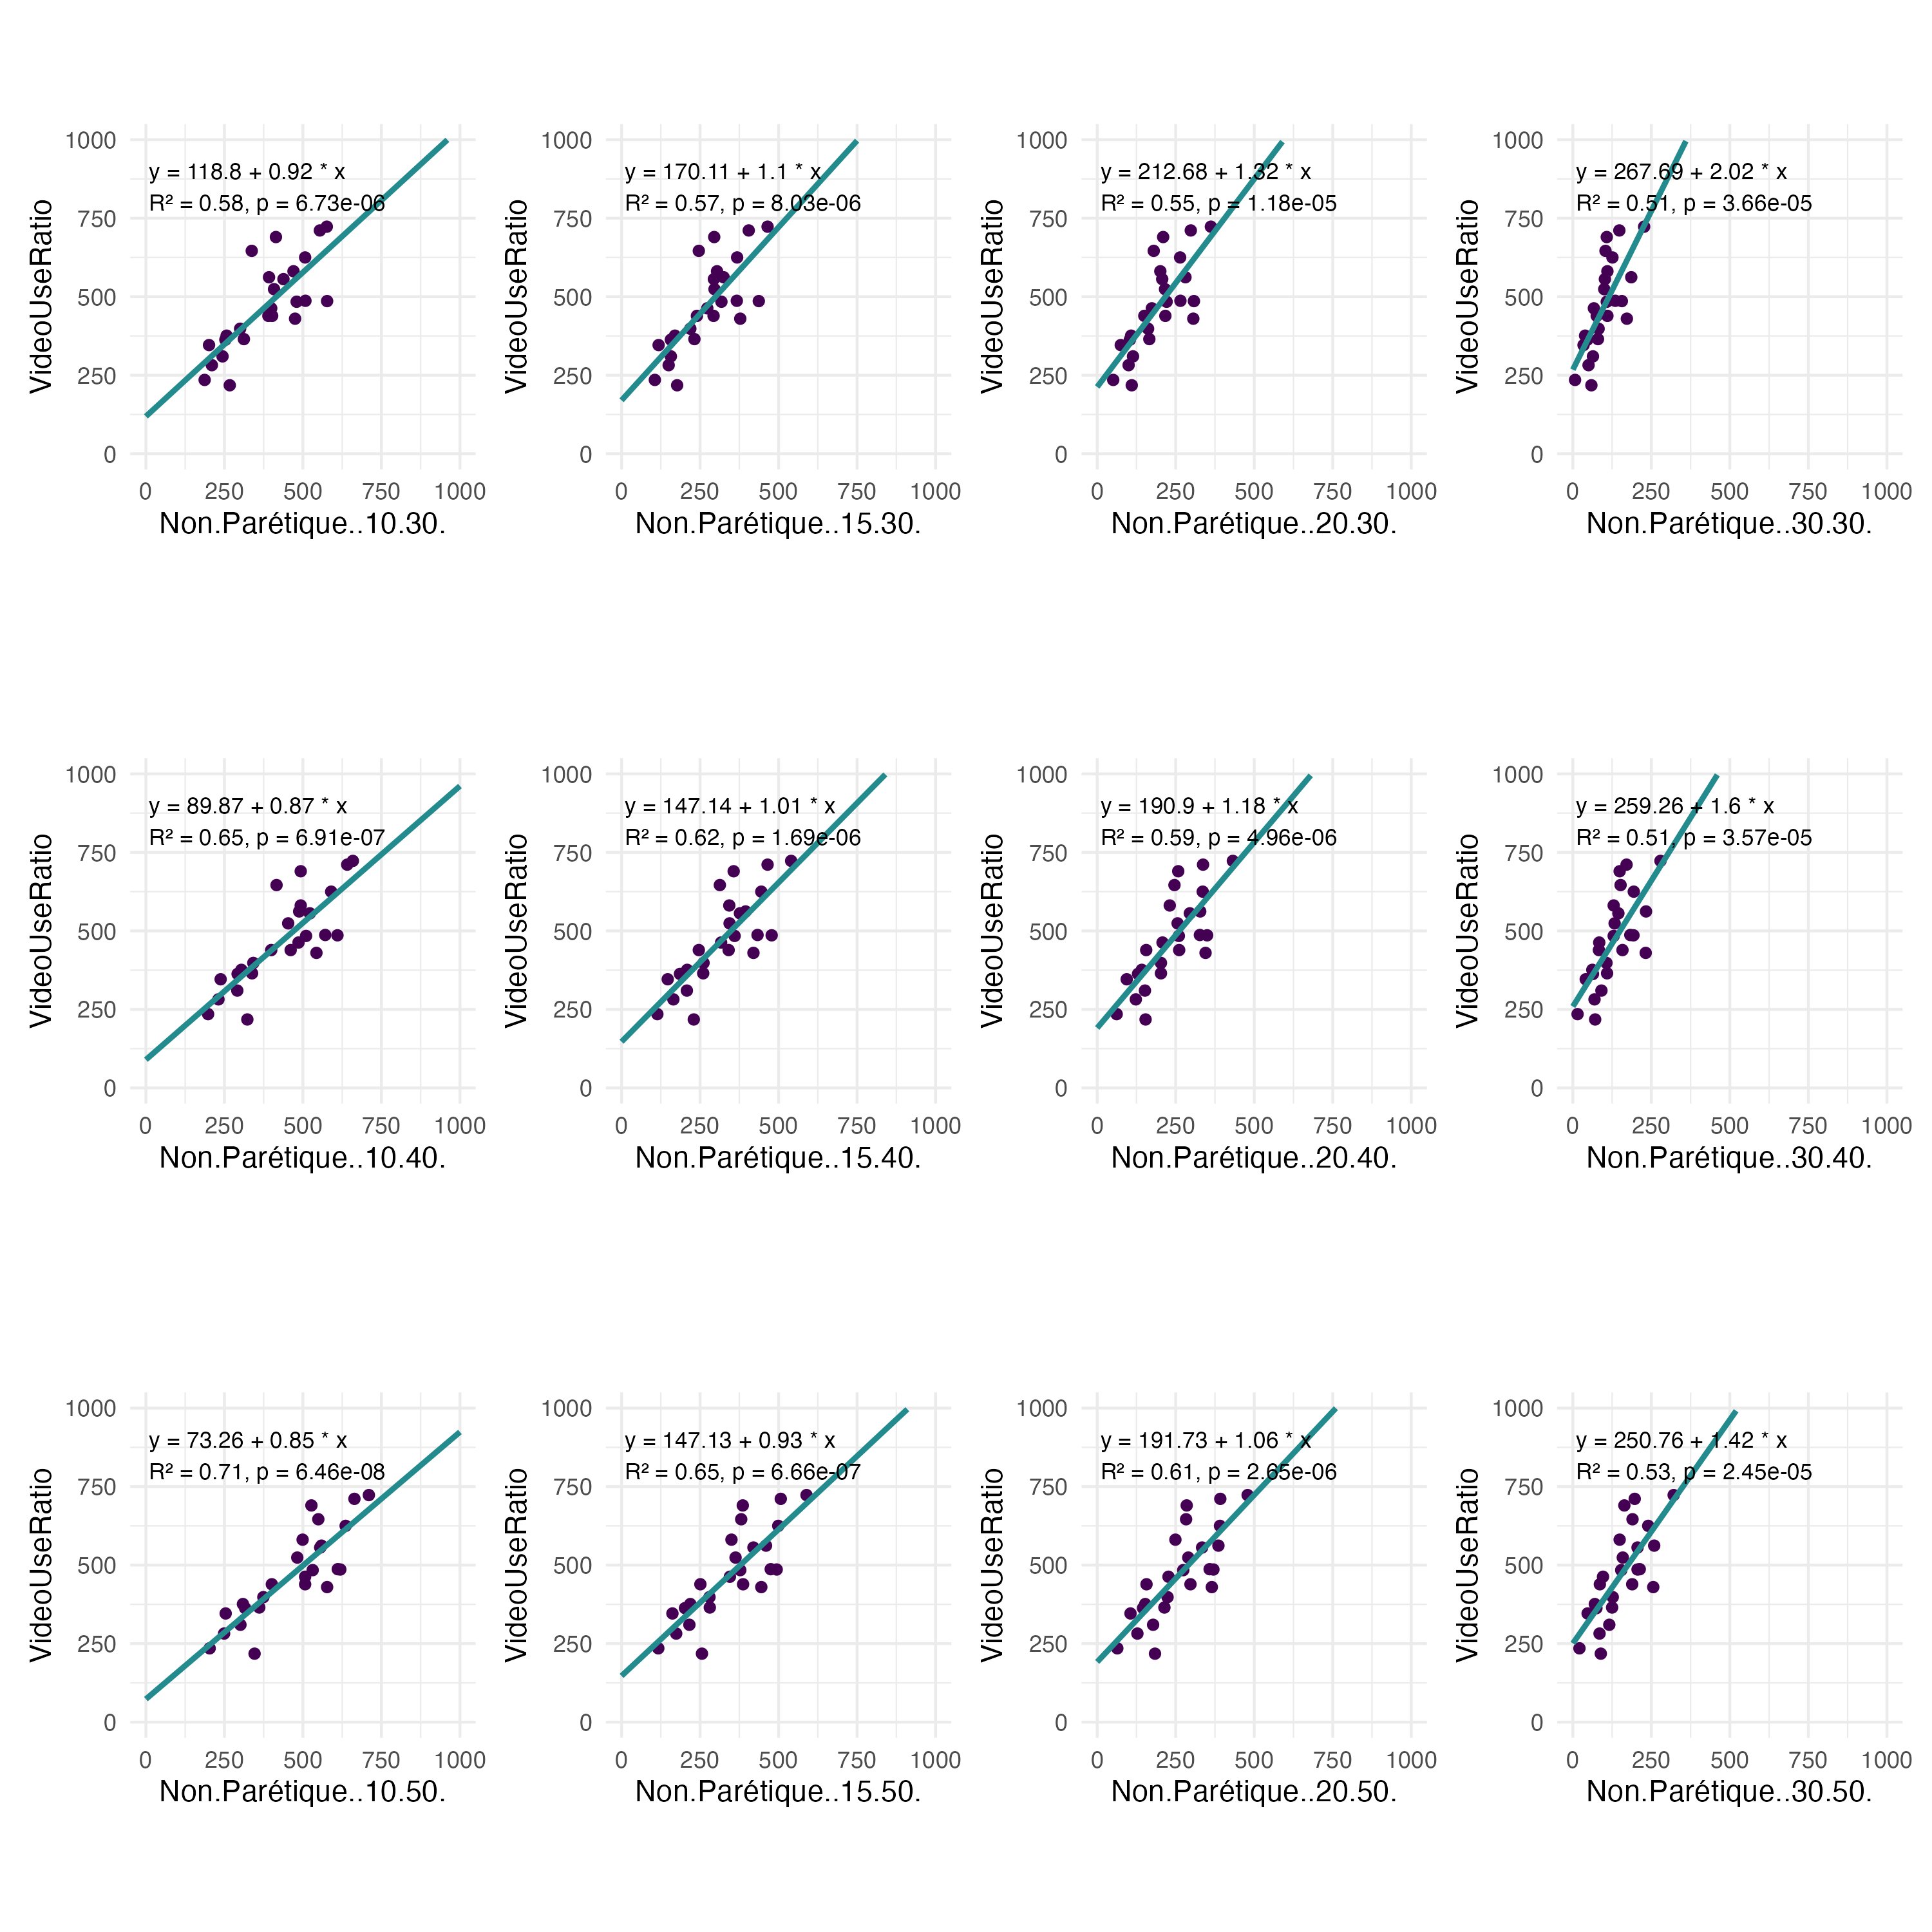 1000
750
500
250
0
VideoUseRatio
y = 118.8 + 0.92 * x
R² = 0.58, p = 6.73e-06
0 250 500 750 1000
Non.Parétique..10.30.
1000
750
500
250
0
VideoUseRatio
y = 170.11 + 1.1 * x
R² = 0.57, p = 8.03e-06
0 250 500 750 1000
Non.Parétique..15.30.
1000
750
500
250
0
VideoUseRatio
y = 212.68 + 1.32 * x
R² = 0.55, p = 1.18e-05
0 250 500 750 1000
Non.Parétique..20.30.
1000
750
500
250
0
VideoUseRatio
y = 267.69 + 2.02 * x
R² = 0.51, p = 3.66e-05
0 250 500 750 1000
Non.Parétique..30.30.
1000
750
500
250
0
VideoUseRatio
y = 89.87 + 0.87 * x
R² = 0.65, p = 6.91e-07
0 250 500 750 1000
Non.Parétique..10.40.
1000
750
500
250
0
VideoUseRatio
y = 147.14 + 1.01 * x
R² = 0.62, p = 1.69e-06
0 250 500 750 1000
Non.Parétique..15.40.
1000
750
500
250
0
VideoUseRatio
y = 190.9 + 1.18 * x
R² = 0.59, p = 4.96e-06
0 250 500 750 1000
Non.Parétique..20.40.
1000
750
500
250
0
VideoUseRatio
y = 259.26 + 1.6 * x
R² = 0.51, p = 3.57e-05
0 250 500 750 1000
Non.Parétique..30.40.
1000
750
500
250
0
VideoUseRatio
y = 73.26 + 0.85 * x
R² = 0.71, p = 6.46e-08
0 250 500 750 1000
Non.Parétique..10.50.
1000
750
500
250
0
VideoUseRatio
y = 147.13 + 0.93 * x
R² = 0.65, p = 6.66e-07
0 250 500 750 1000
Non.Parétique..15.50.
1000
750
500
250
0
VideoUseRatio
y = 191.73 + 1.06 * x
R² = 0.61, p = 2.65e-06
0 250 500 750 1000
Non.Parétique..20.50.
1000
750
500
250
0
VideoUseRatio
y = 250.76 + 1.42 * x
R² = 0.53, p = 2.45e-05
0 250 500 750 1000
Non.Parétique..30.50.